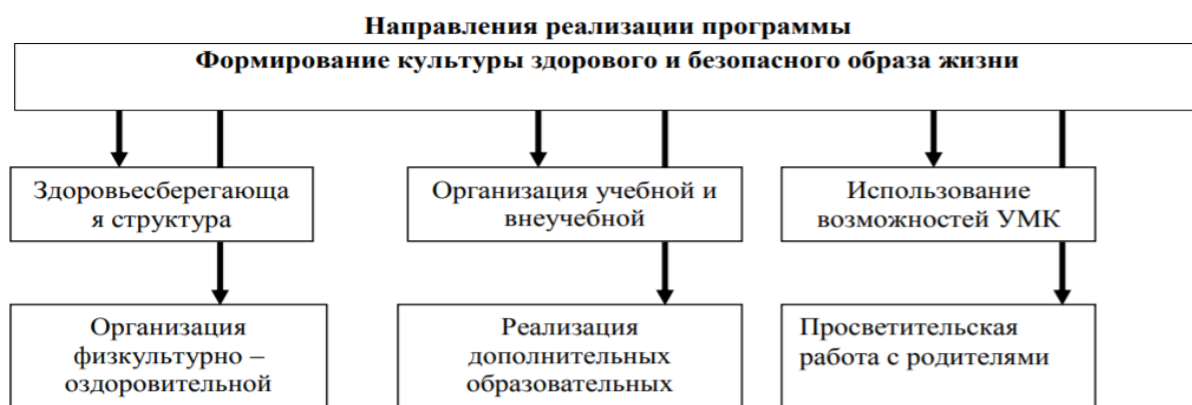 Направления реализации программы
Формирование культуры здорового и безопасного образа жизни
Здоровьесберегающа
я структура
Организация учебной и
внеучебной
Использование
возможностей УМК
Организация
физкультурно –
оздоровительной
Реализация
дополнительных
образовательных
Просветительская
работа с родителями